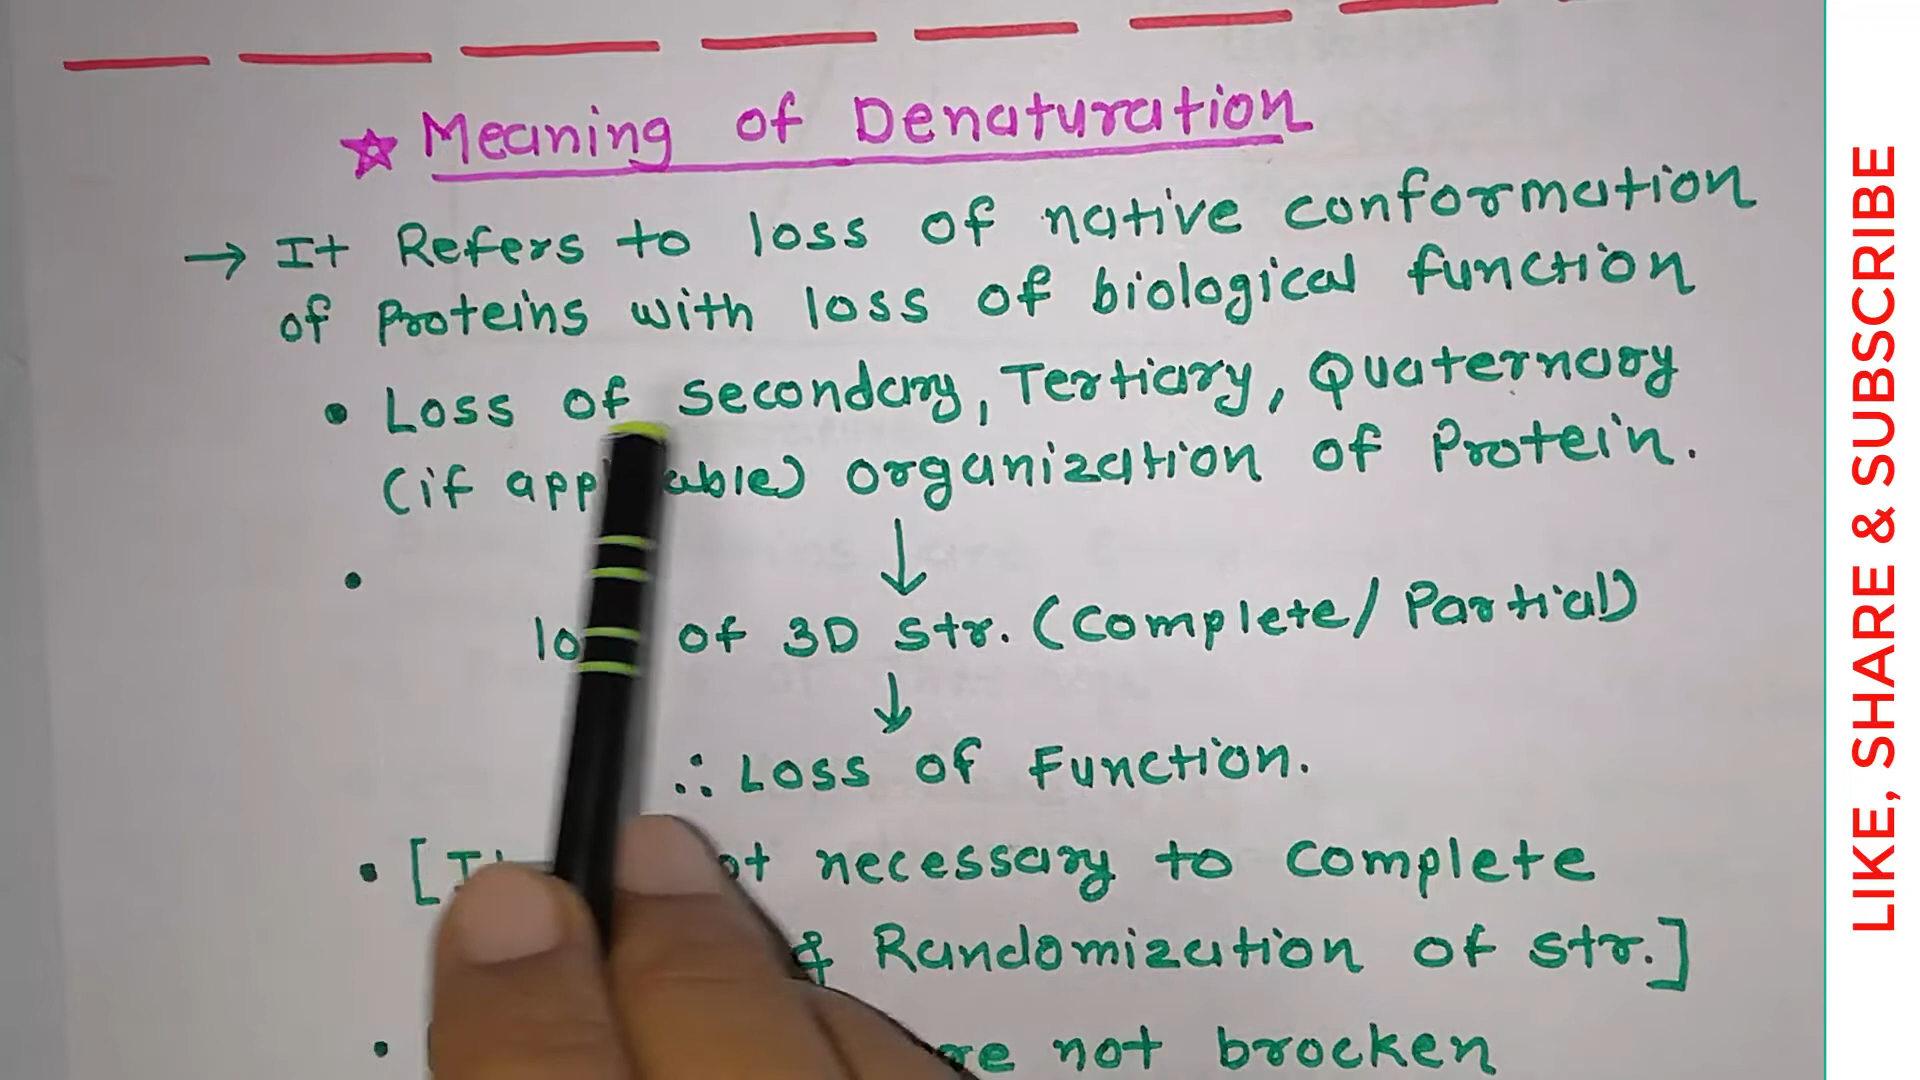 ☆ Meaning of Denaturation
→ It Refers to loss of native conformation
of Proteins with loss of biological function
• Loss of secondary, Tertiary, Quaternary
(if app able) organization of Protein.
↓
• of 3D str. (Complete/ Partial)
↓
∴ Loss of Function.
• [ necessary to complete
& Randomization of str.]
• not brocken
LIKE, SHARE & SUBSCRIBE